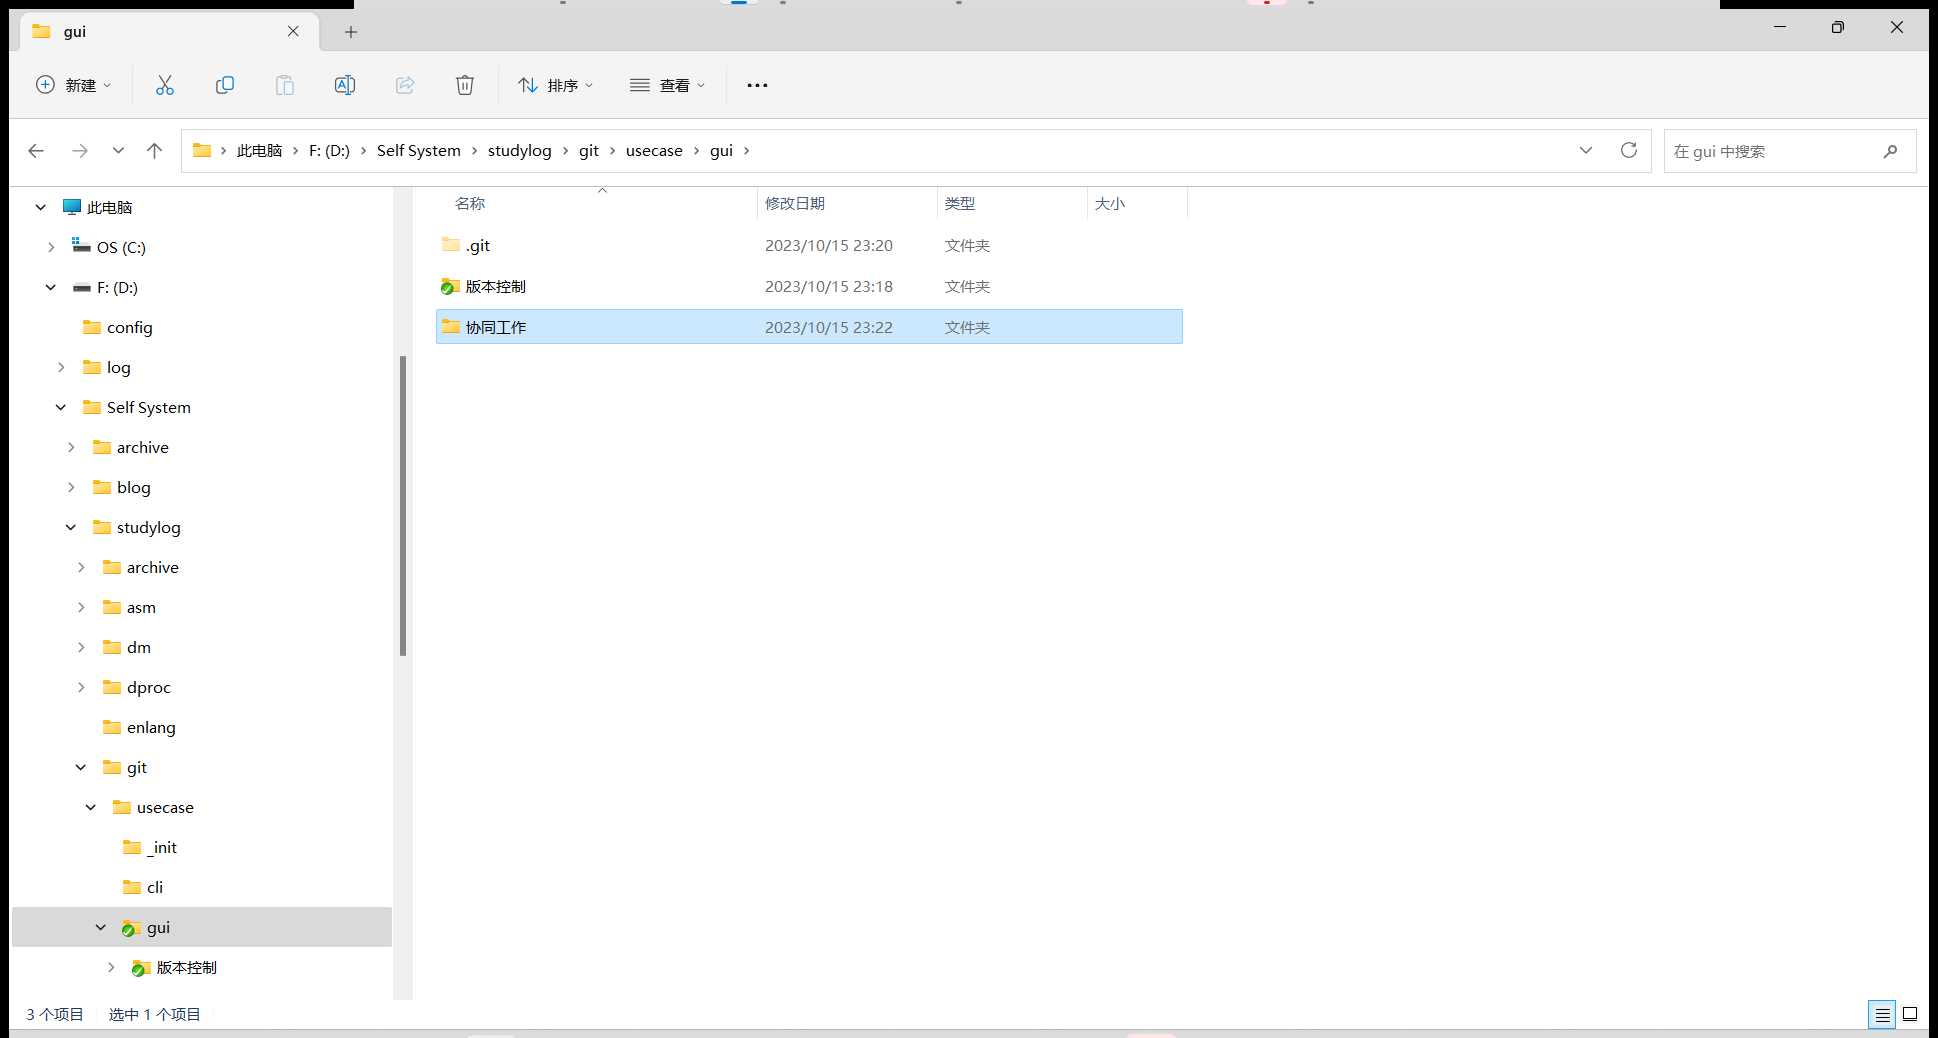 gui
新建
排序
查看
此电脑 F: (D:) Self System studylog git usecase gui
在 gui 中搜索
此电脑
OS (C:)
F: (D:)
config
log
Self System
archive
blog
studylog
archive
asm
dm
dproc
enlang
git
usecase
_init
cli
gui
版本控制
名称 修改日期 类型 大小
.git 2023/10/15 23:20 文件夹
版本控制 2023/10/15 23:18 文件夹
协同工作 2023/10/15 23:22 文件夹
3 个项目 选中 1 个项目